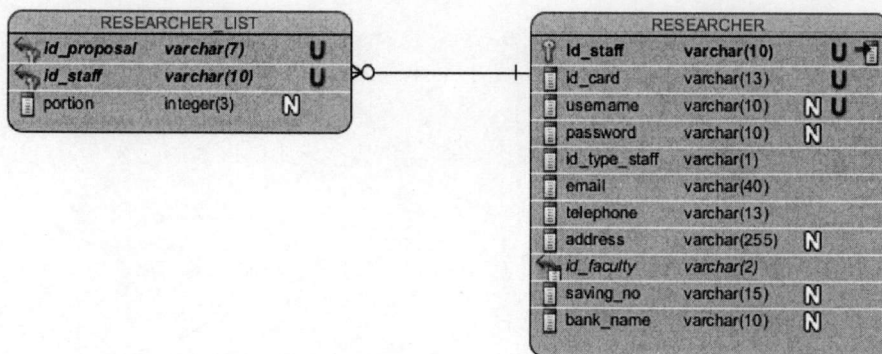 RESEARCHER_LIST
id_proposal varchar(7) U
id_staff varchar(10) U
portion integer(3) N
RESEARCHER
id_staff varchar(10) U
id_card varchar(13) U
username varchar(10) N U
password varchar(10) N
id_type_staff varchar(1)
email varchar(40)
telephone varchar(13)
address varchar(255) N
id_faculty varchar(2)
saving_no varchar(15) N
bank_name varchar(10) N